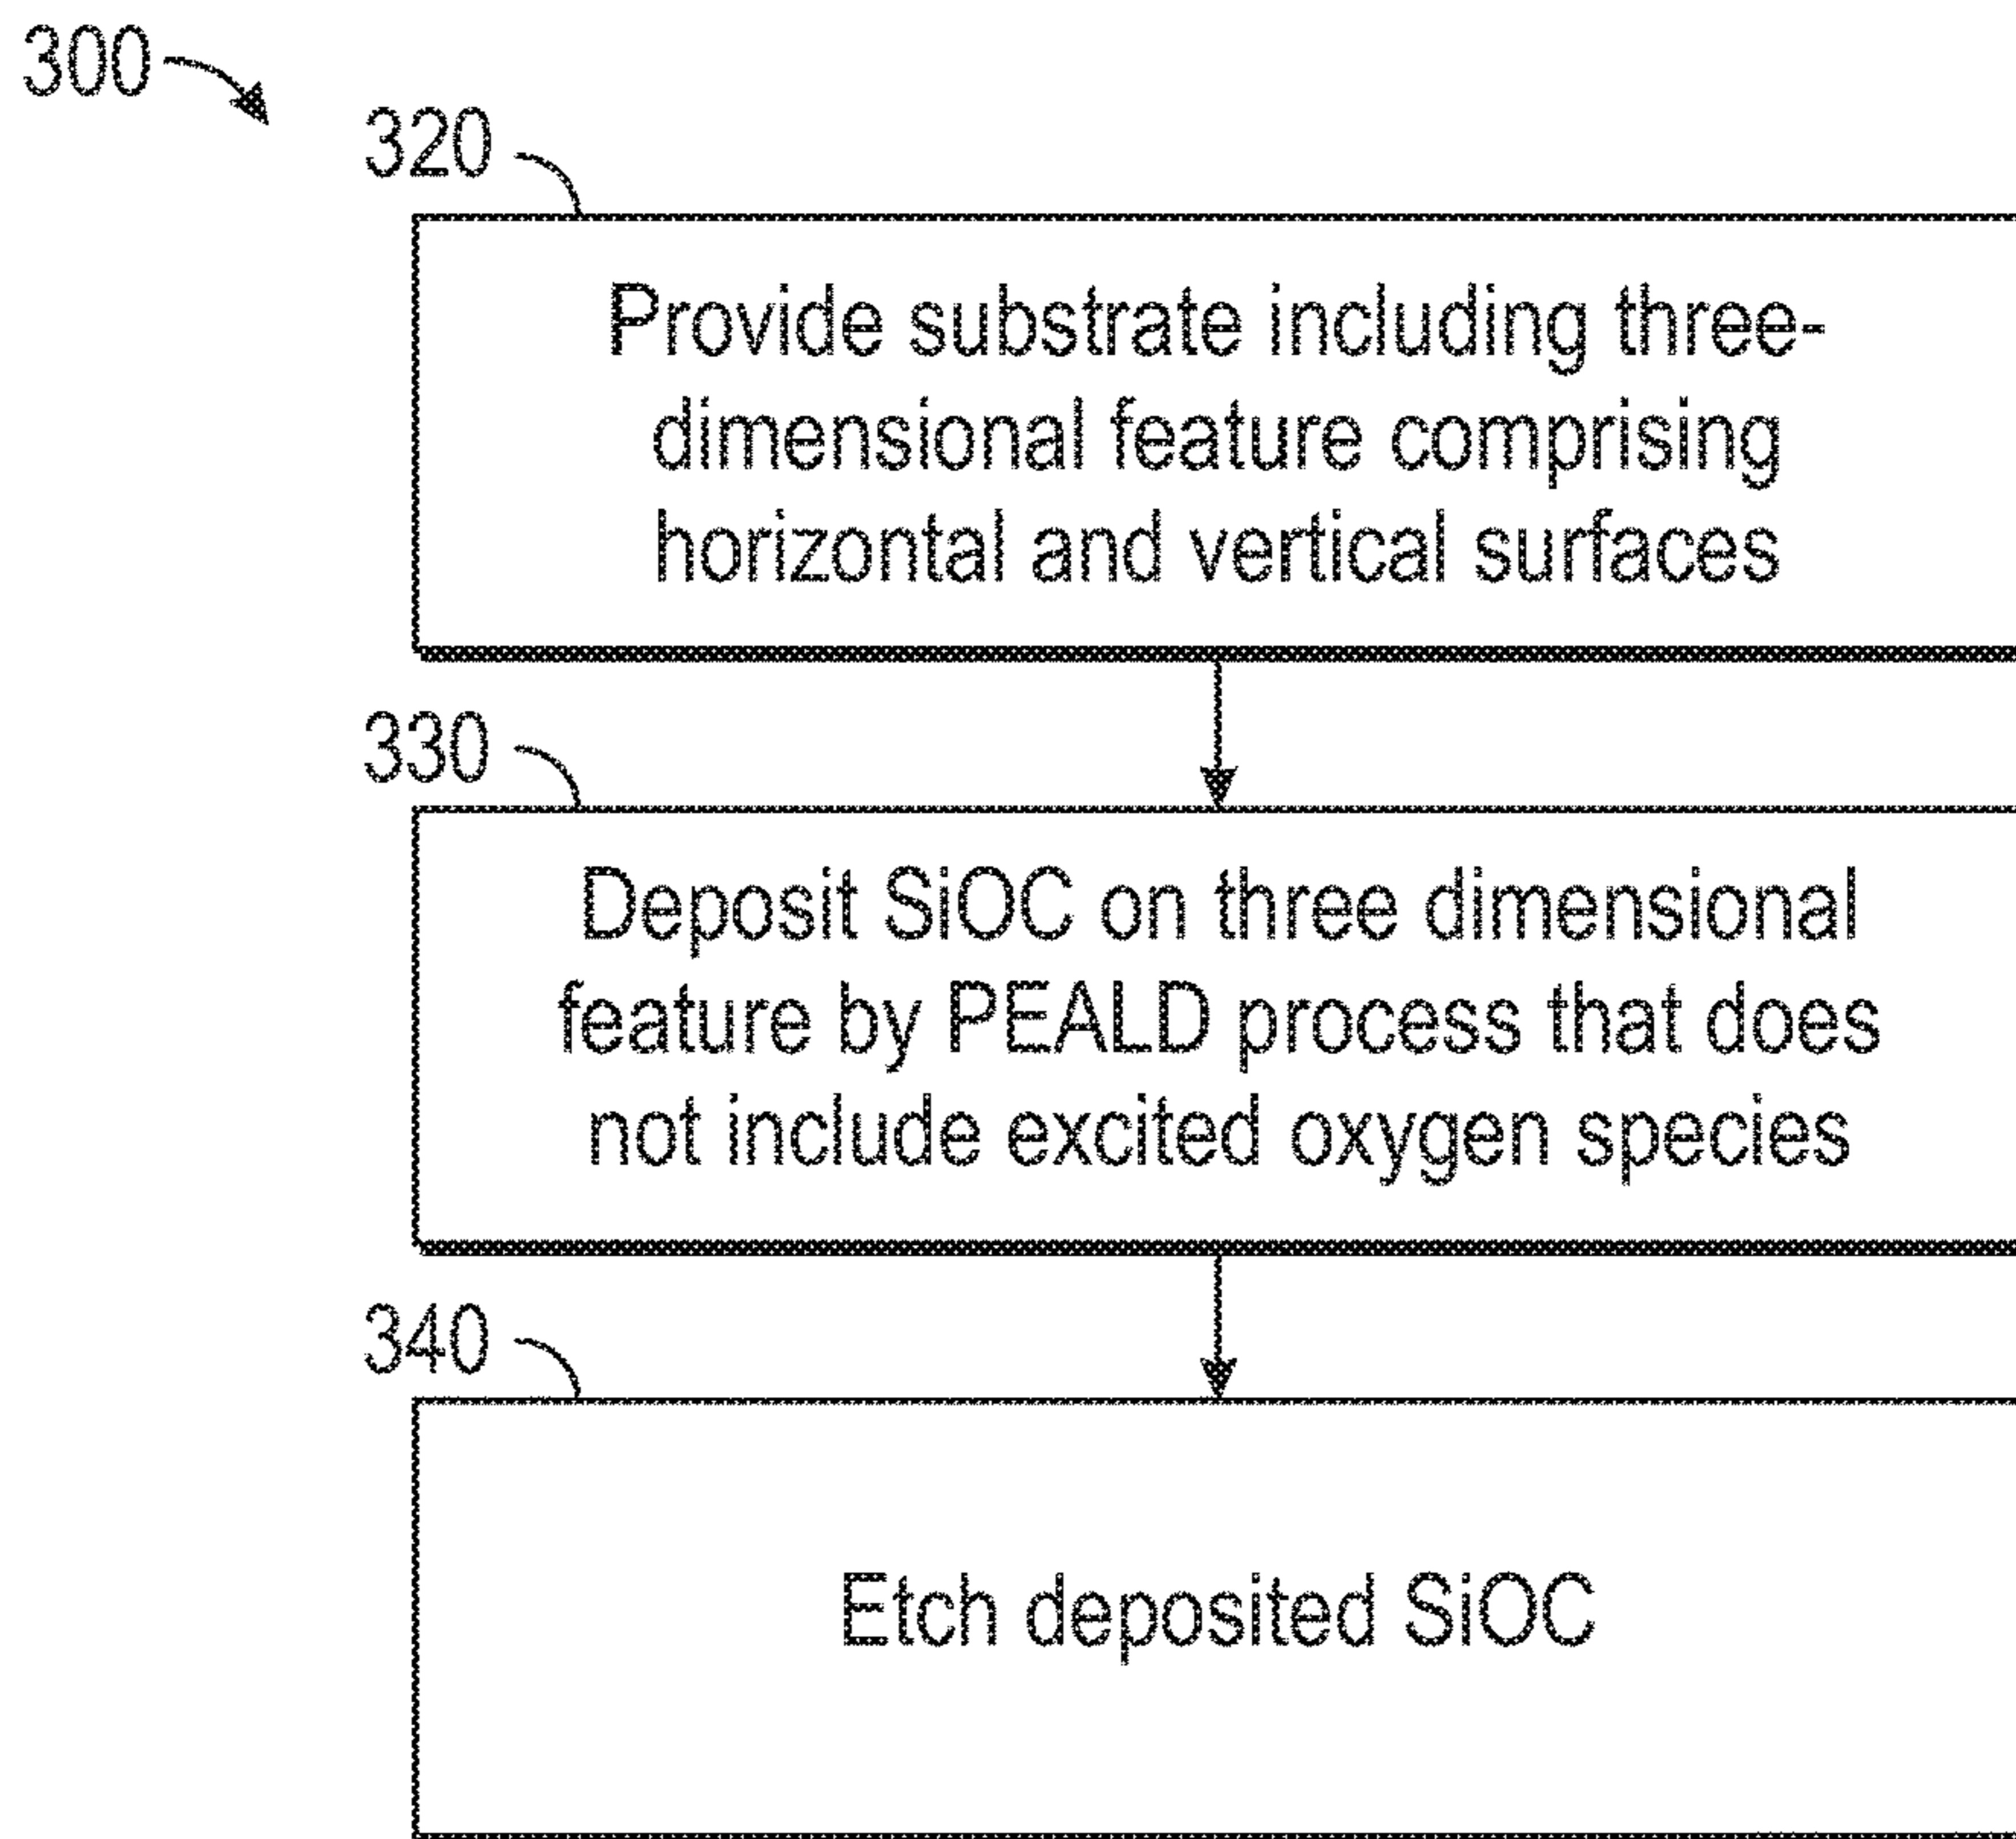 300
320
Provide substrate including three-
dimensional feature comprising
horizontal and vertical surfaces
330
Deposit SiOC on three dimensional
feature by PEALD process that does
not include excited oxygen species
340
Etch deposited SiOC